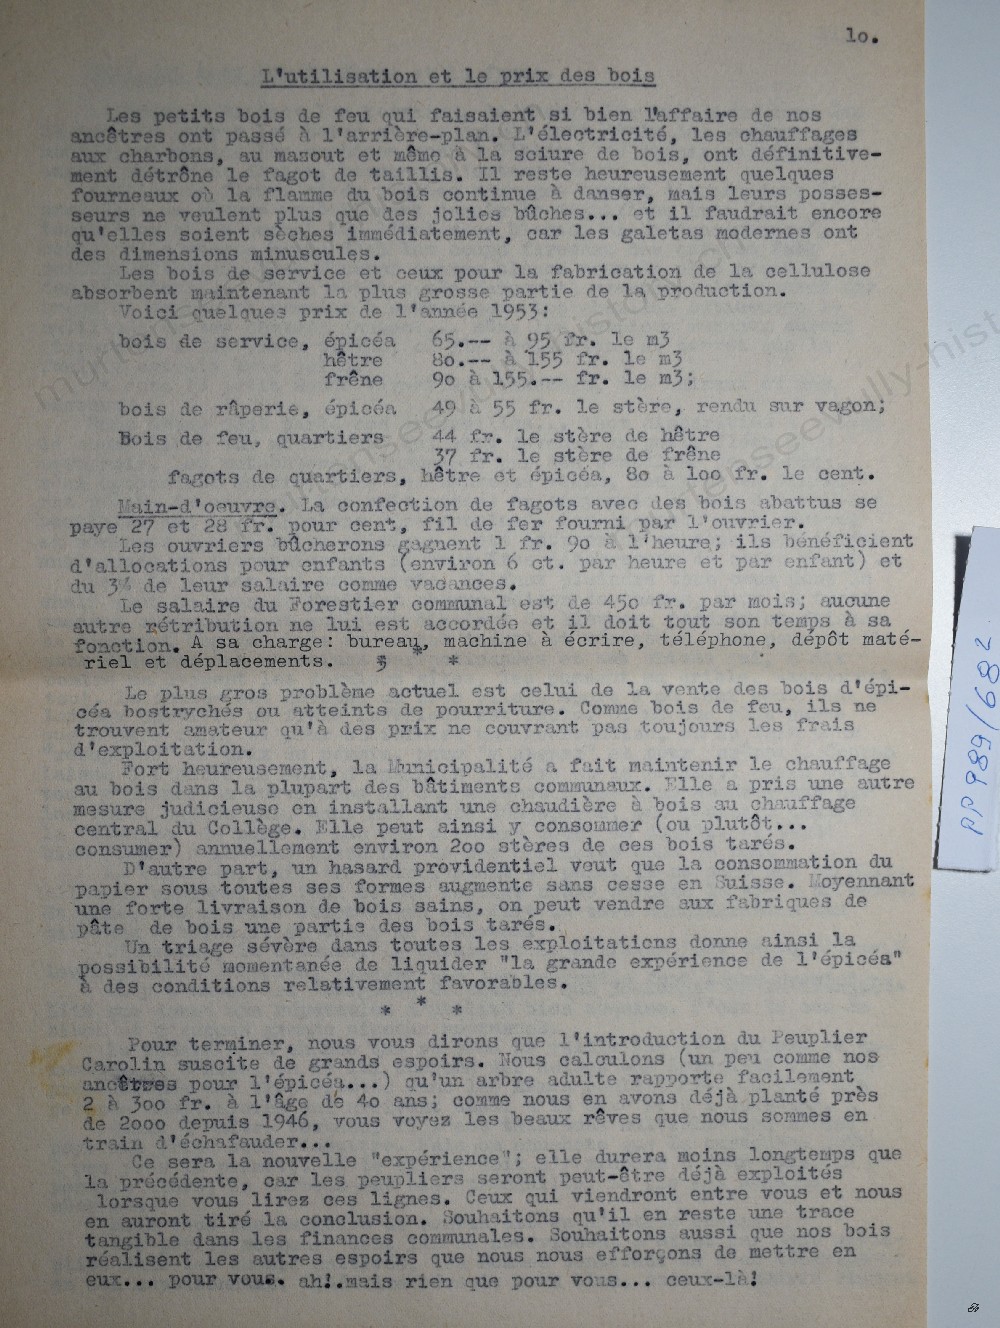 lo.
L'utilisation et le prix des bois
Les petits bois de feu qui faisaient si bien l'affaire de nos
ancêtres ont passé à l'arrière-plan. L'électricité, les chauffages
aux charbons, au mazout et même à la sciure de bois, ont définitive-
ment détrône le fagot de taillis. Il reste heureusement quelques
fourneaux où la flamme du bois continue à danser, mais leurs posses-
seurs ne veulent plus que des jolies bûches... et il faudrait encore
qu'elles soient sèches immédiatement, car les galetas modernes ont
des dimensions minuscules.
Les bois de service et ceux pour la fabrication de la cellulose
absorbent maintenant la plus grosse partie de la production.
Voici quelques prix de l'année 1953:
bois de service, épicéa 65.-- à 95 fr. le m3
hêtre 8o.-- à 155 fr. le m3
frêne 9o à 155.-- fr. le m3;
bois de râperie, épicéa 49 à 55 fr. le stère, rendu sur vagon;
Bois de feu, quartiers 44 fr. le stère de hêtre
37 fr. le stère de frêne
fagots de quartiers, hêtre et épicéa, 8o à loo fr. le cent.
Main-d'oeuvre. La confection de fagots avec des bois abattus se
paye 27 et 28 fr. pour cent, fil de fer fourni par l'ouvrier.
Les ouvriers bûcherons gagnent 1 fr. 9o à l'heure; ils bénéficient
d'allocations pour enfants (environ 6 ct. par heure et par enfant) et
du 3% de leur salaire comme vacances.
Le salaire du Forestier communal est de 45o fr. par mois; aucune
autre rétribution ne lui est accordée et il doit tout son temps à sa
fonction. A sa charge: bureau, machine à écrire, téléphone, dépôt maté-
riel et déplacements. * * *
Le plus gros problème actuel est celui de la vente des bois d'épi-
céa bostrychés ou atteints de pourriture. Comme bois de feu, ils ne
trouvent amateur qu'à des prix ne couvrant pas toujours les frais
d'exploitation.
Fort heureusement, la Municipalité a fait maintenir le chauffage
au bois dans la plupart des bâtiments communaux. Elle a pris une autre
mesure judicieuse en installant une chaudière à bois au chauffage
central du Collège. Elle peut ainsi y consommer (ou plutôt...
consumer) annuellement environ 2oo stères de ces bois tarés.
D'autre part, un hasard providentiel veut que la consommation du
papier sous toutes ses formes augmente sans cesse en Suisse. Moyennant
une forte livraison de bois sains, on peut vendre aux fabriques de
pâte de bois une partie des bois tarés.
Un triage sévère dans toutes les exploitations donne ainsi la
possibilité momentanée de liquider "la grande expérience de l'épicéa"
à des conditions relativement favorables.
* * *
Pour terminer, nous vous dirons que l'introduction du Peuplier
Carolin suscite de grands espoirs. Nous calculons (un peu comme nos
ancêtres pour l'épicéa...) qu'un arbre adulte rapporte facilement
2 à 3oo fr. à l'âge de 4o ans; comme nous en avons déjà planté près
de 2ooo depuis 1946, vous voyez les beaux rêves que nous sommes en
train d'échafauder...
Ce sera la nouvelle "expérience"; elle durera moins longtemps que
la précédente, car les peupliers seront peut-être déjà exploités
lorsque vous lirez ces lignes. Ceux qui viendront entre vous et nous
en auront tiré la conclusion. Souhaitons qu'il en reste une trace
tangible dans les finances communales. Souhaitons aussi que nos bois
réalisent les autres espoirs que nous nous efforçons de mettre en
eux... pour vous. ah!.mais rien que pour vous... ceux-là!
PP 989/68 2